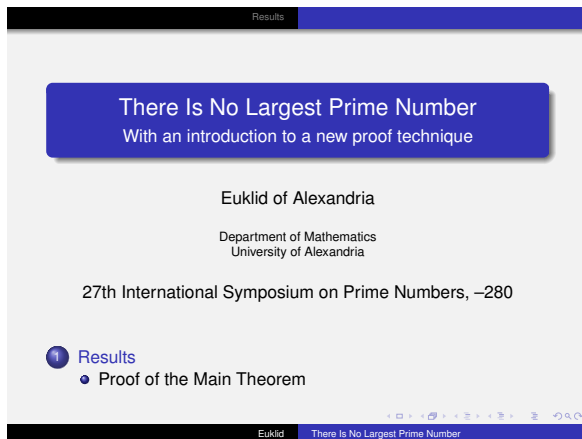 Results
There Is No Largest Prime Number
With an introduction to a new proof technique
Euklid of Alexandria
Department of Mathematics
University of Alexandria
27th International Symposium on Prime Numbers, –280
1 Results
Proof of the Main Theorem
Euklid There Is No Largest Prime Number